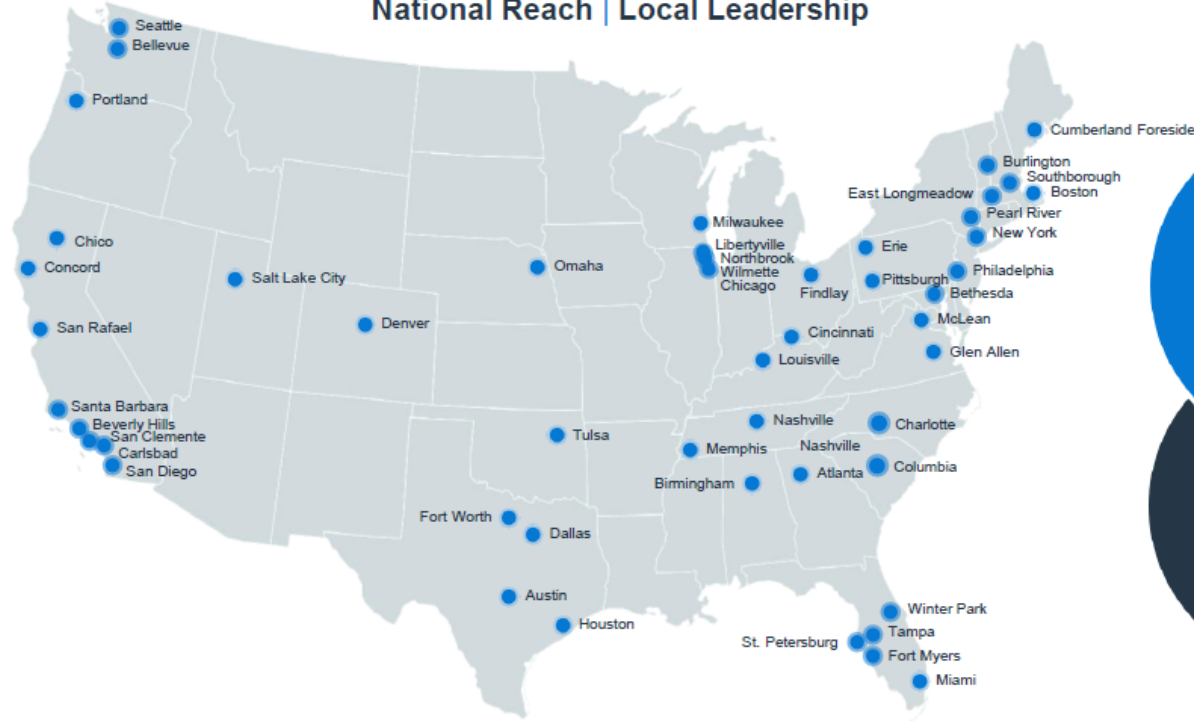 National Reach | Local Leadership
Seattle
Bellevue
Portland
Cumberland Foreside
Burlington
Southborough
East Longmeadow
Boston
Pearl River
New York
Milwaukee
Chico
Libertyville
Erie
Northbrook
Concord
Omaha
Wilmette
Philadelphia
Salt Lake City
Pittsburgh
Chicago
Findlay
Bethesda
McLean
San Rafael
Denver
Cincinnati
Glen Allen
Louisville
Santa Barbara
Beverly Hills
Nashville
Charlotte
San Clemente
Tulsa
Nashville
Carlsbad
Memphis
Columbia
San Diego
Atlanta
Birmingham
Fort Worth
Dallas
Austin
Winter Park
Houston
Tampa
St. Petersburg
Fort Myers
Miami